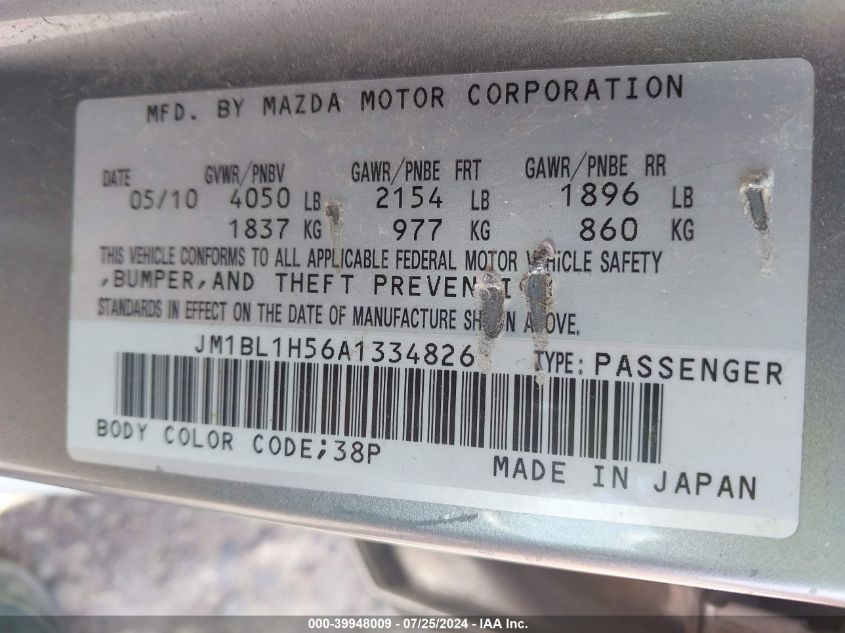 MFD. BY MAZDA MOTOR CORPORATION
DATE GVWR/PNBV GAWR/PNBE FRT GAWR/PNBE RR
05/10 4050 LB 2154 LB 1896 LB
1837 KG 977 KG 860 KG
THIS VEHICLE CONFORMS TO ALL APPLICABLE FEDERAL MOTOR VEHICLE SAFETY
,BUMPER,AND THEFT PREVENTION
STANDARDS IN EFFECT ON THE DATE OF MANUFACTURE SHOWN ABOVE.
JM1BL1H56A1334826 TYPE: PASSENGER
BODY COLOR CODE;38P
MADE IN JAPAN
000-39948009 - 07/25/2024 - IAA Inc.